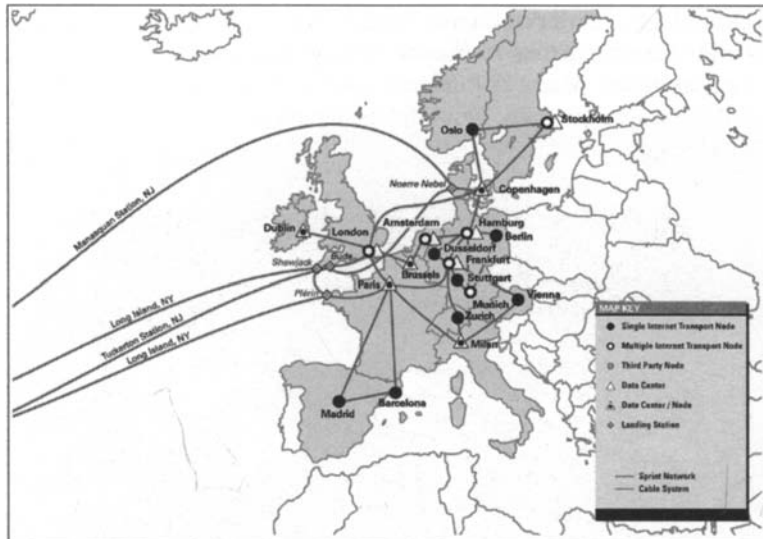 Stockholm
Oslo
Noerre Nebel
Copenhagen
Manasquan Station, NJ
Dublin
London
Amsterdam
Hamburg
Berlin
Dusseldorf
Bude
Shewjack
Brussels
Frankfurt
Paris
Stuttgart
Plérin
Munich
Vienna
Zurich
Long Island, NY
Tuckerton Station, NJ
Long Island, NY
Milan
Madrid
Barcelona
MAP KEY
Single Internet Transport Node
Multiple Internet Transport Node
Third Party Node
Data Center
Data Center / Node
Landing Station
Sprint Network
Cable System